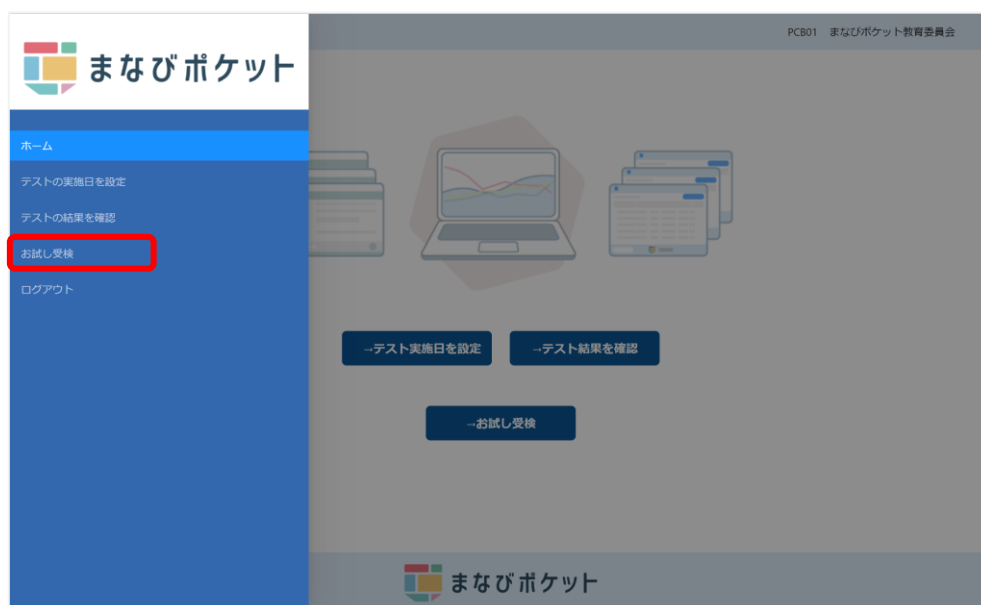 まなびポケット
PCB01 まなびポケット教育委員会
ホーム
テストの実施日を設定
テストの結果を確認
お試し受検
ログアウト
→テスト実施日を設定
→テスト結果を確認
→お試し受検
まなびポケット